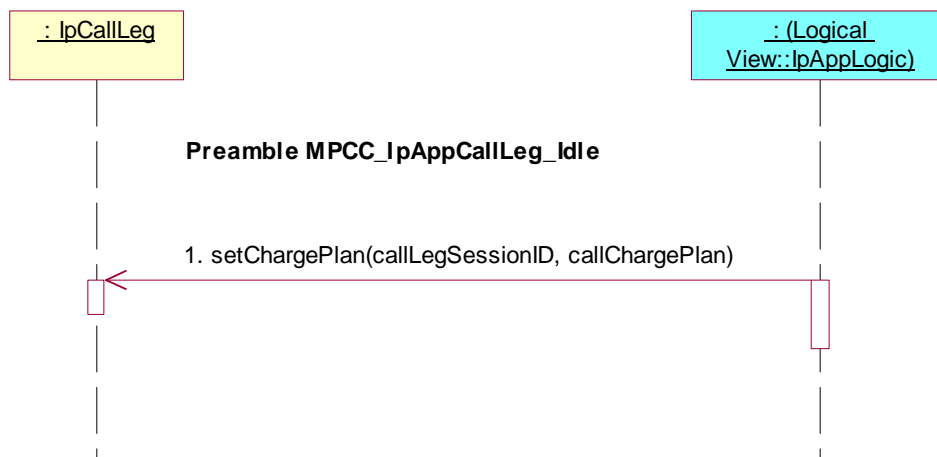 : IpCallLeg
: (Logical
View::IpAppLogic)
Preamble MPCC_IpAppCallLeg_Idle
1. setChargePlan(callLegSessionID, callChargePlan)